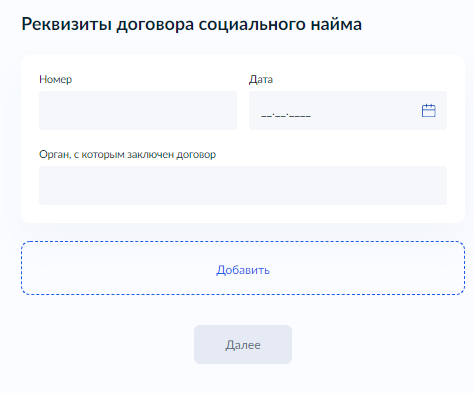 Реквизиты договора социального найма
Номер
Дата
__.__.____
Орган, с которым заключен договор
Добавить
Далее